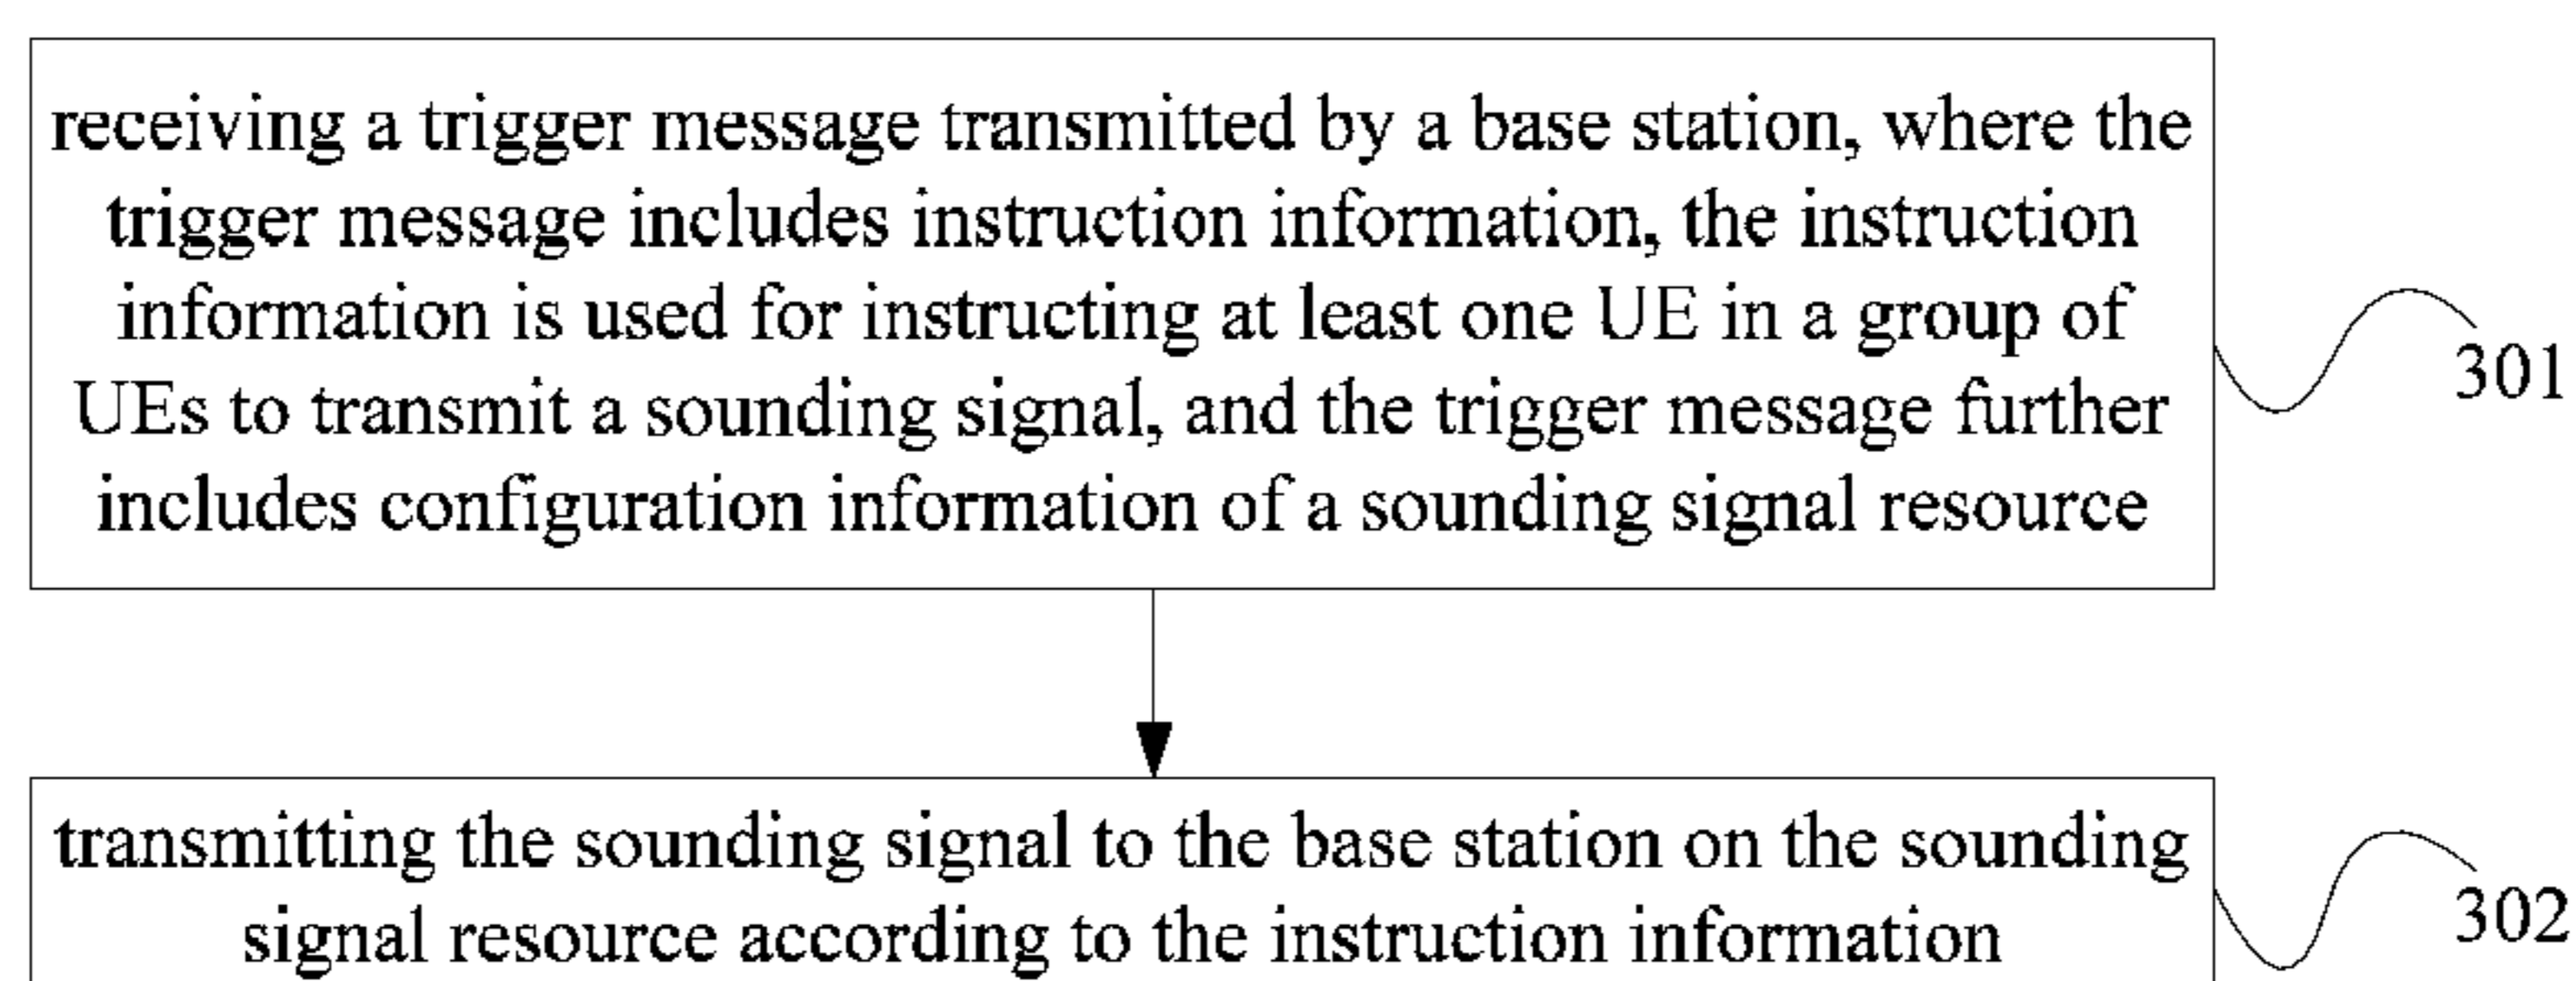 receiving a trigger message transmitted by a base station, where the
trigger message includes instruction information, the instruction
information is used for instructing at least one UE in a group of
UEs to transmit a sounding signal, and the trigger message further
includes configuration information of a sounding signal resource
301
transmitting the sounding signal to the base station on the sounding
signal resource according to the instruction information
302